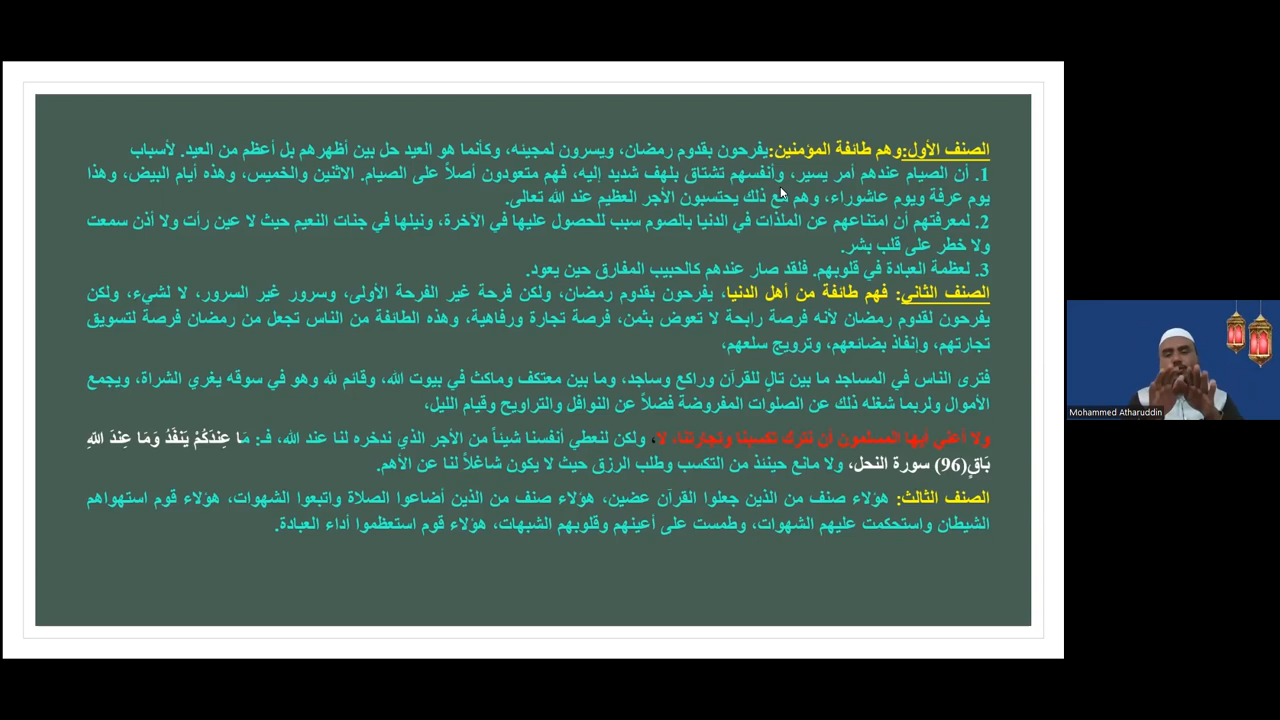 الصنف الأول:وهم طائفة المؤمنين:يفرحون بقدوم رمضان، ويسرون لمجيئه، وكأنما هو العيد حل بين أظهرهم بل أعظم من العيد. لأسباب
1. أن الصيام عندهم أمر يسير، وأنفسهم تشتاق بلهف شديد إليه، فهم متعودون أصلاً على الصيام. الاثنين والخميس، وهذه أيام البيض، وهذا
يوم عرفة ويوم عاشوراء، وهم مع ذلك يحتسبون الأجر العظيم عند الله تعالى.
2. لمعرفتهم أن امتناعهم عن الملذات في الدنيا بالصوم سبب للحصول عليها في الآخرة، ونيلها في جنات النعيم حيث لا عين رأت ولا أذن سمعت
ولا خطر على قلب بشر.
3. لعظمة العبادة في قلوبهم. فلقد صار عندهم كالحبيب المفارق حين يعود.
الصنف الثاني: فهم طائفة من أهل الدنيا، يفرحون بقدوم رمضان، ولكن فرحة غير الفرحة الأولى، وسرور غير السرور، لا لشيء، ولكن
يفرحون لقدوم رمضان لأنه فرصة رابحة لا تعوض بثمن، فرصة تجارة ورفاهية، وهذه الطائفة من الناس تجعل من رمضان فرصة لتسويق
تجارتهم، وإنفاذ بضائعهم، وترويج سلعهم،
فترى الناس في المساجد ما بين تالٍ للقرآن وراكع وساجد، وما بين معتكف وماكث في بيوت الله، وقائم لله وهو في سوقه يغري الشراة، ويجمع
الأموال ولربما شغله ذلك عن الصلوات المفروضة فضلاً عن النوافل والتراويح وقيام الليل،
ولا أعني أيها المسلمون أن نترك تكسبنا وتجارتنا، لا، ولكن لنعطي أنفسنا شيئاً من الأجر الذي ندخره لنا عند الله، فـ: مَا عِندَكُمْ يَنْفَدُ وَمَا عِندَ اللَّهِ
بَاقٍ(96) سورة النحل، ولا مانع حينئذ من التكسب وطلب الرزق حيث لا يكون شاغلاً لنا عن الأهم.
الصنف الثالث: هؤلاء صنف من الذين جعلوا القرآن عضين، هؤلاء صنف من الذين أضاعوا الصلاة واتبعوا الشهوات، هؤلاء قوم استهواهم
الشيطان واستحكمت عليهم الشهوات، وطمست على أعينهم وقلوبهم الشبهات، هؤلاء قوم استعظموا أداء العبادة.
Mohammed Atharuddin